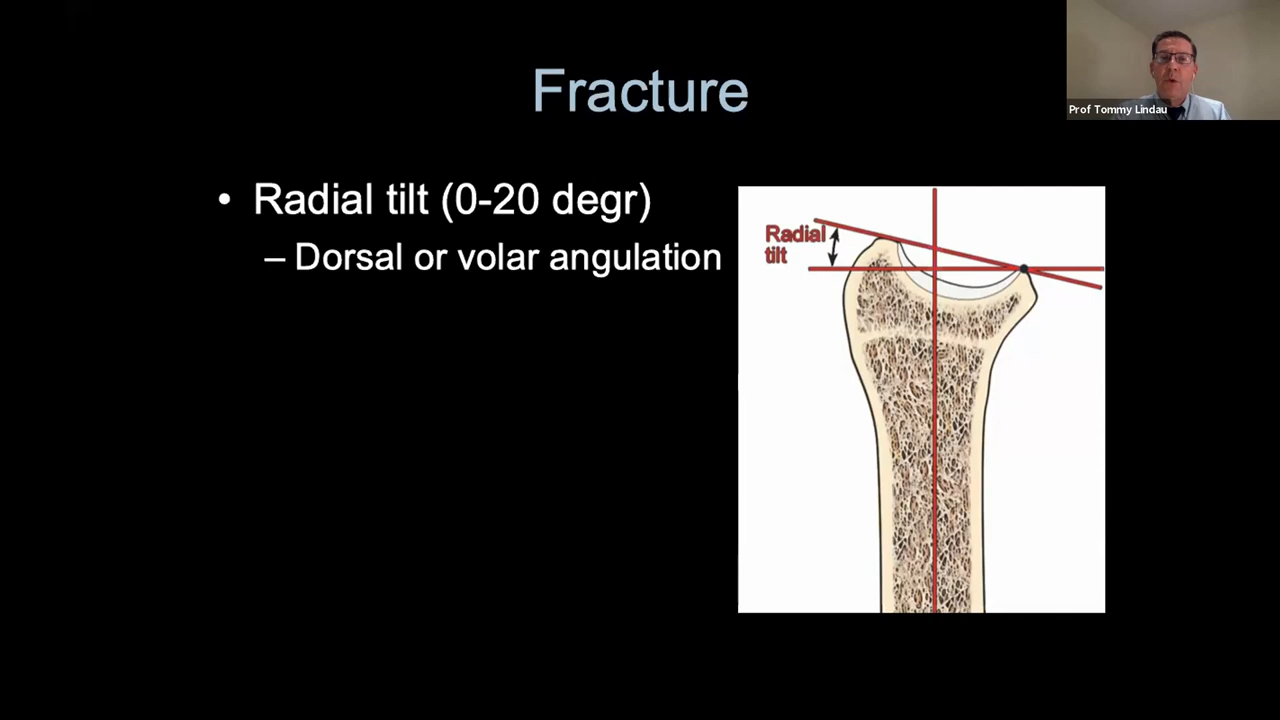 Fracture
Prof Tommy Lindau
• Radial tilt (0-20 degr)
– Dorsal or volar angulation
Radial
tilt